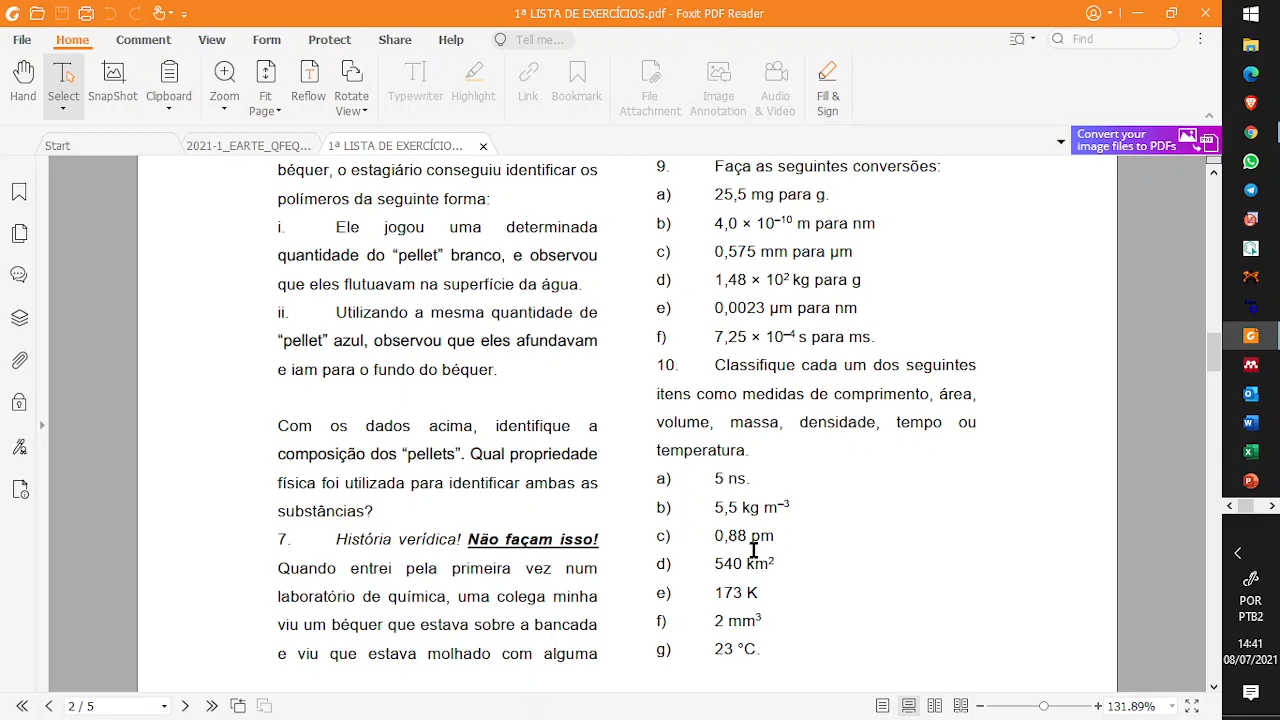 1ª LISTA DE EXERCÍCIOS.pdf - Foxit PDF Reader
File Home Comment View Form Protect Share Help Tell me... Find
Hand Select SnapShot Clipboard Zoom Fit Page Reflow Rotate View Typewriter Highlight Link Bookmark File Attachment Image Annotation Audio & Video Fill & Sign
Start 2021-1_EARTE_QFEQ... 1ª LISTA DE EXERCÍCIO...
Convert your
image files to PDFs
béquer, o estagiário conseguiu identificar os
polímeros da seguinte forma:
i. Ele jogou uma determinada
quantidade do “pellet” branco, e observou
que eles flutuavam na superfície da água.
ii. Utilizando a mesma quantidade de
“pellet” azul, observou que eles afundavam
e iam para o fundo do béquer.
Com os dados acima, identifique a
composição dos “pellets”. Qual propriedade
física foi utilizada para identificar ambas as
substâncias?
7. História verídica! Não façam isso!
Quando entrei pela primeira vez num
laboratório de química, uma colega minha
viu um béquer que estava sobre a bancada
e viu que estava molhado com alguma
9. Faça as seguintes conversões:
a) 25,5 mg para g.
b) 4,0 × 10⁻¹⁰ m para nm
c) 0,575 mm para µm
d) 1,48 × 10² kg para g
e) 0,0023 µm para nm
f) 7,25 × 10⁻⁴ s para ms.
10. Classifique cada um dos seguintes
itens como medidas de comprimento, área,
volume, massa, densidade, tempo ou
temperatura.
a) 5 ns.
b) 5,5 kg m⁻³
c) 0,88 pm
d) 540 km²
e) 173 K
f) 2 mm³
g) 23 °C.
2 / 5
131.89%
POR
PTB2
14:41
08/07/2021